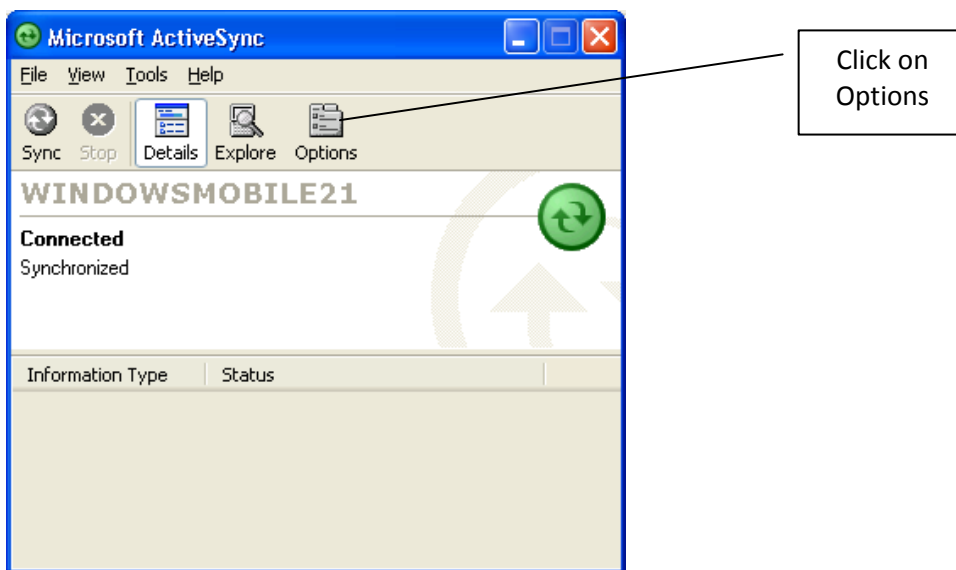 Microsoft ActiveSync
File View Tools Help
Sync Stop Details Explore Options
WINDOWSMOBILE21
Connected
Synchronized
Information Type Status
Click on
Options